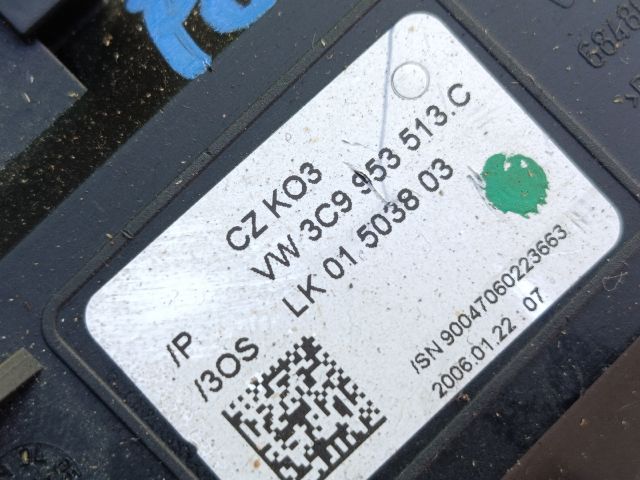 CZ KO3
VW 3C9 953 513.C
LK 01 5038 03
/P
/3OS
/SN 90047060223663
2006.01.22 07